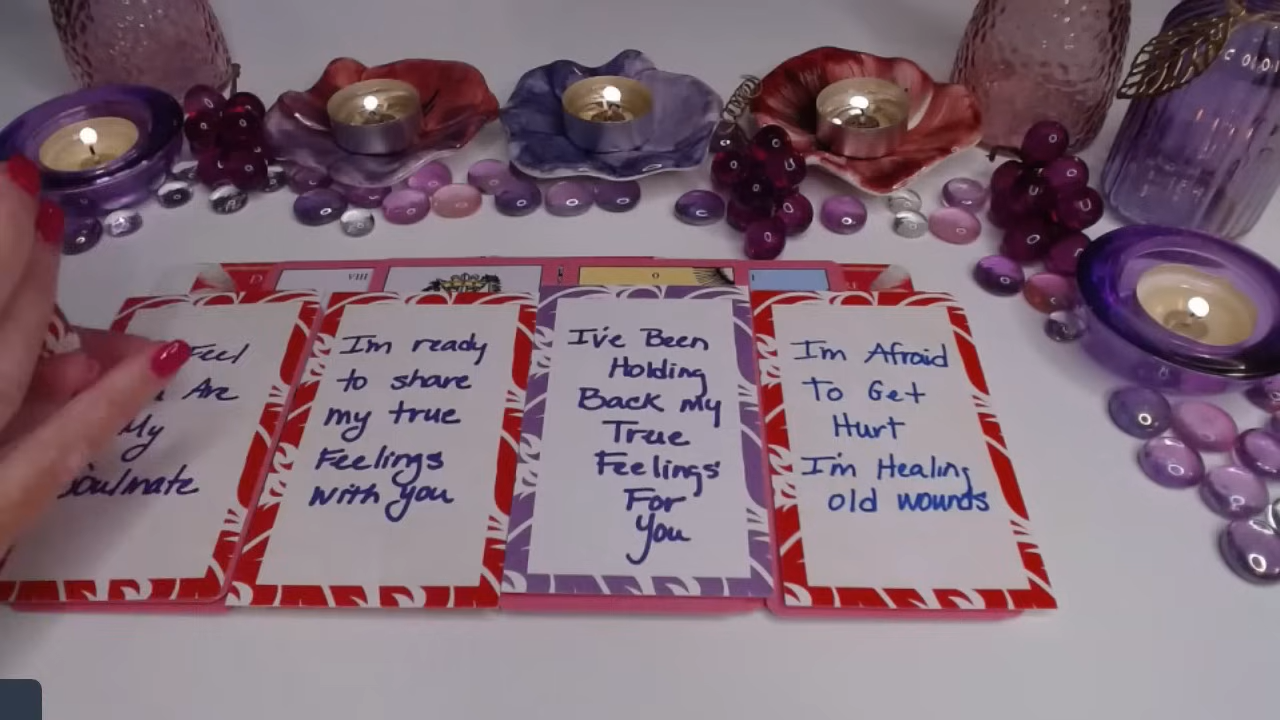 VIII
0
I
Feel
Are
My
Soulmate
I'm ready
to share
my true
Feelings
with you
I've Been
Holding
Back my
True
Feelings
For
You
I'm Afraid
To Get
Hurt
I'm Healing
old wounds